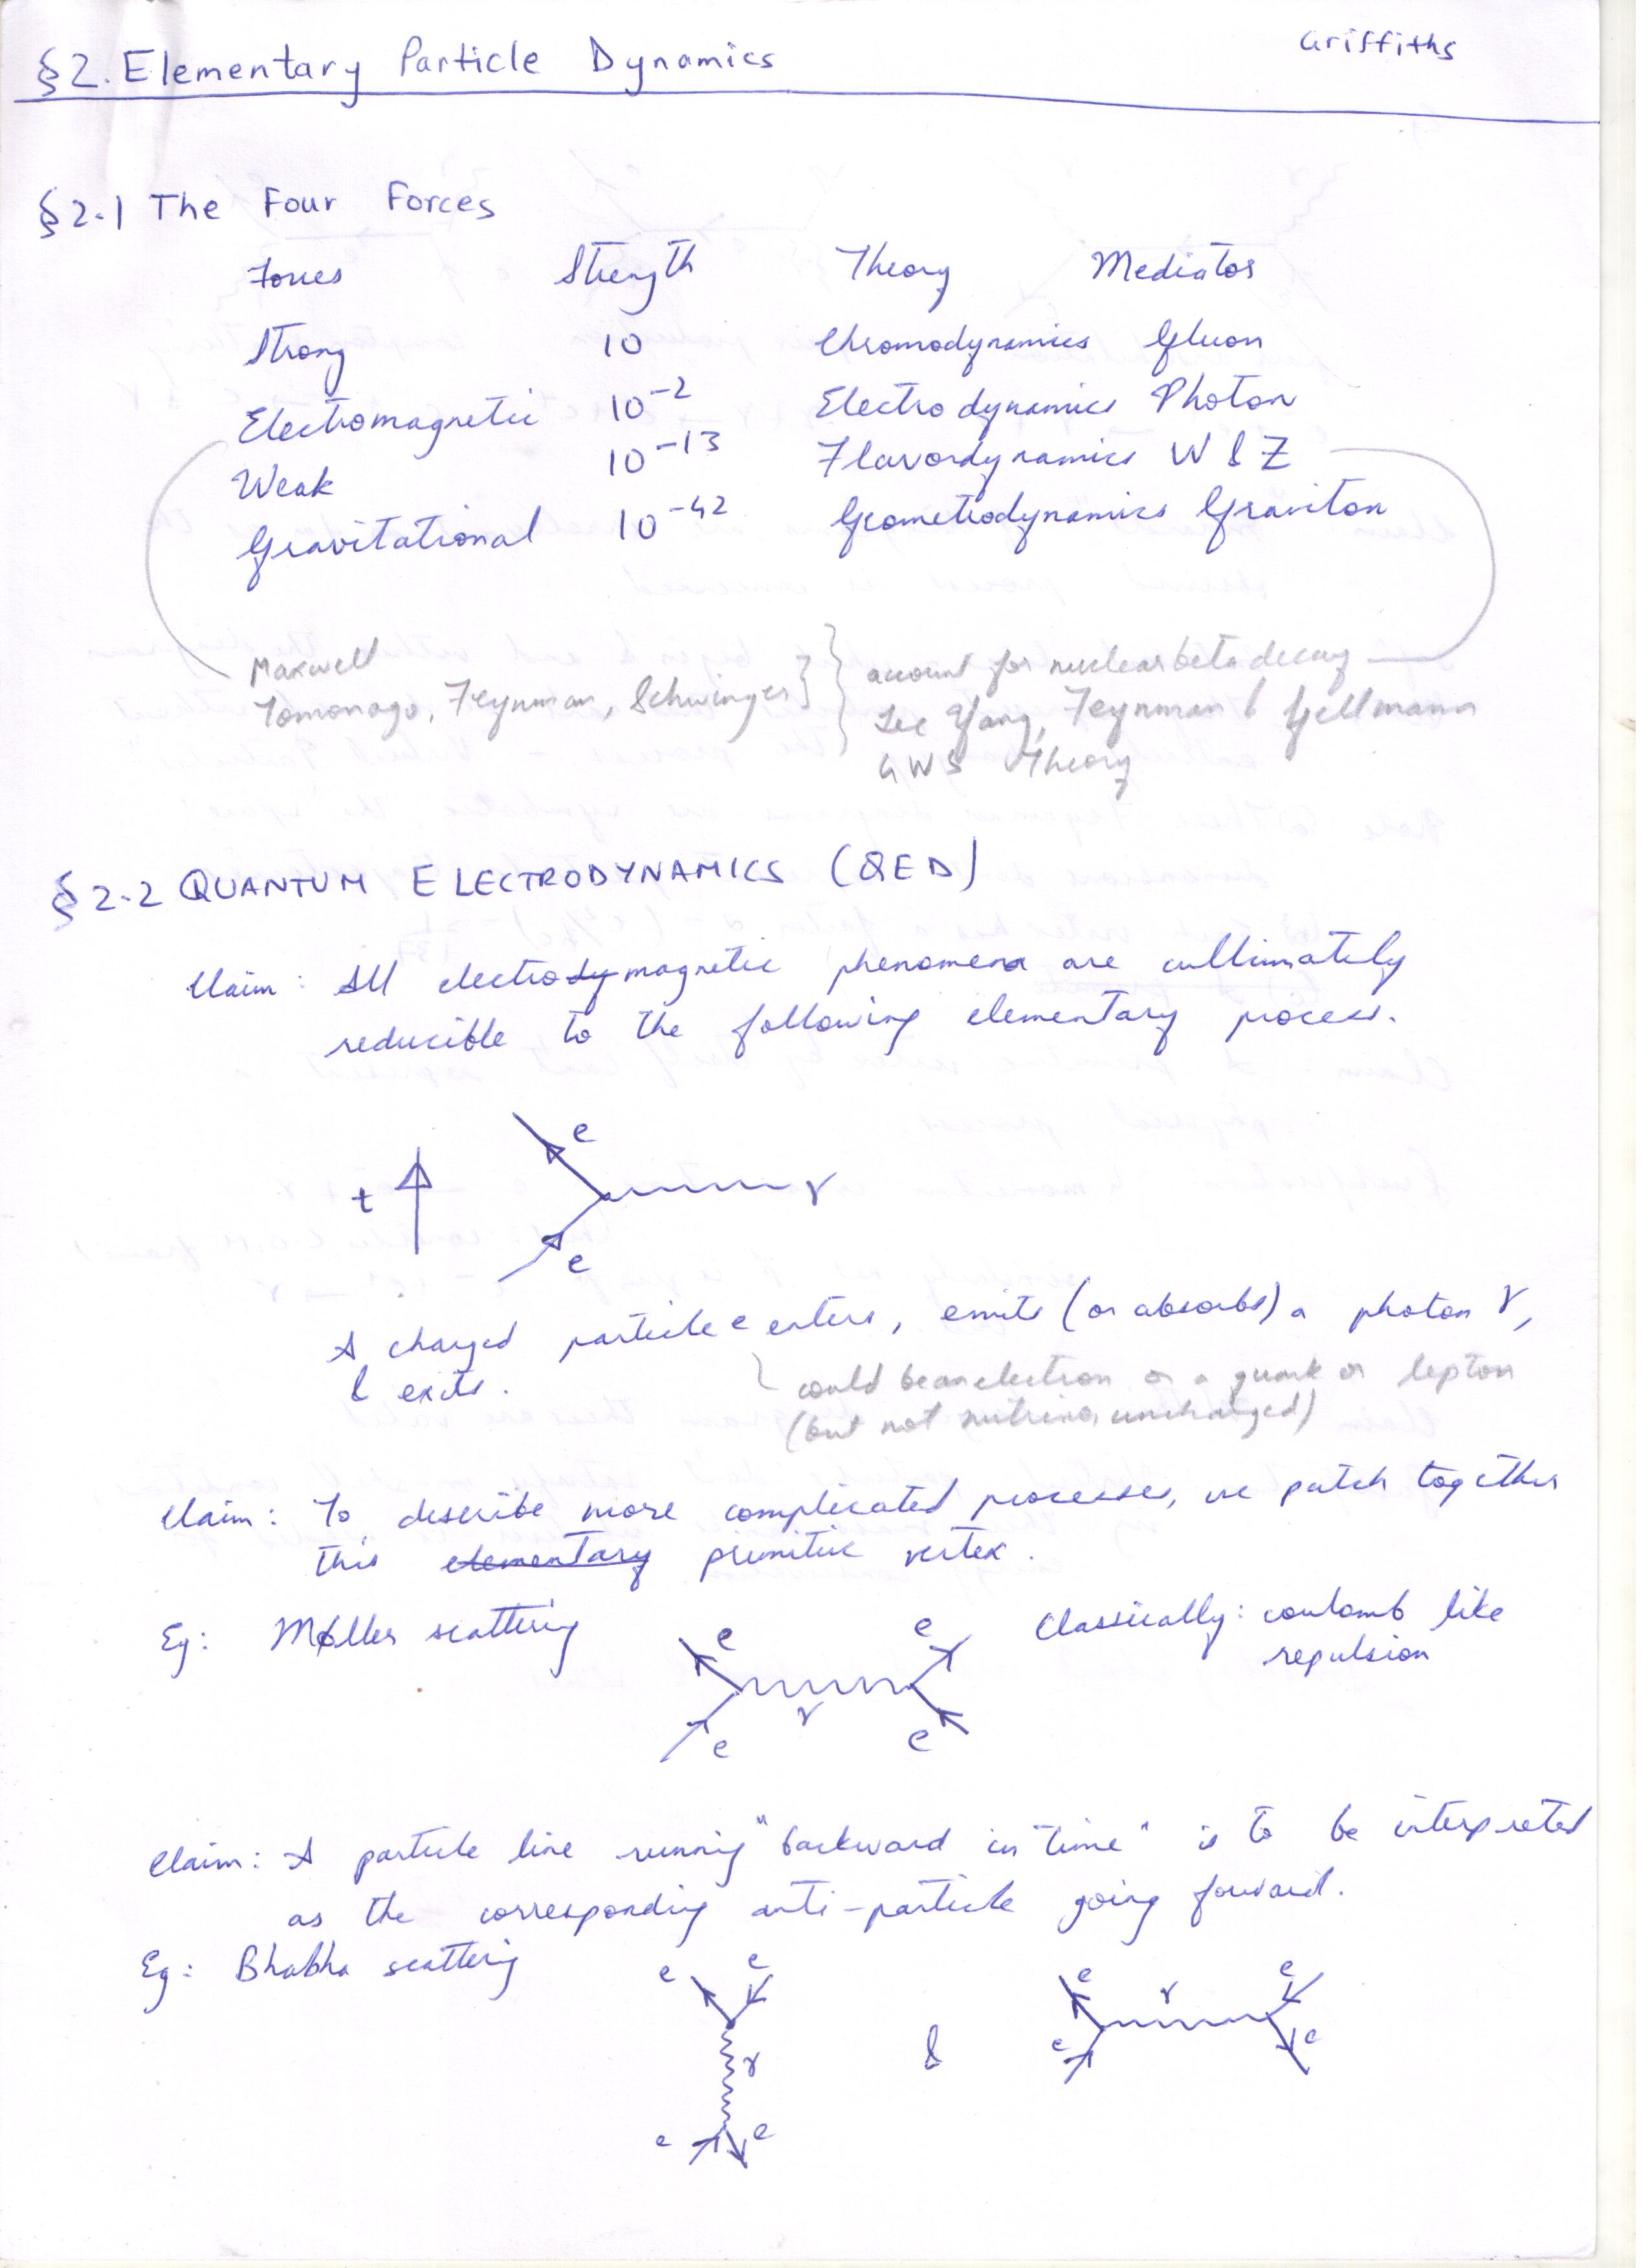 Griffiths
§2. Elementary Particle Dynamics
§2.1 The Four Forces
Forces Strength Theory Mediator
Strong 10 Chromodynamics Gluon
Electromagnetic 10^-2 Electrodynamics Photon
Weak 10^-13 Flavordynamics W & Z
Gravitational 10^-42 Geometrodynamics Graviton
Maxwell
Tomonaga, Feynman, Schwinger
account for nuclear beta decay
Lee Yang, Feynman & Gellmann
GWS Theory
§2.2 QUANTUM ELECTRODYNAMICS (QED)
Claim: All electromagnetic phenomena are ultimately
reducible to the following elementary process.
e
t γ
e
A charged particle e enters, emits (or absorbs) a photon γ,
& exits.
could be an electron or a quark or lepton
(but not neutrino, uncharged)
Claim: To describe more complicated processes, we patch together
this elementary primitive vertex.
Eg: Møller scattering
e e
γ
e e
Classically: coulomb like
repulsion
Claim: A particle line running "backward in time" is to be interpreted
as the corresponding anti-particle going forward.
Eg: Bhabha scattering
e e
γ
e e
&
e γ e
e e